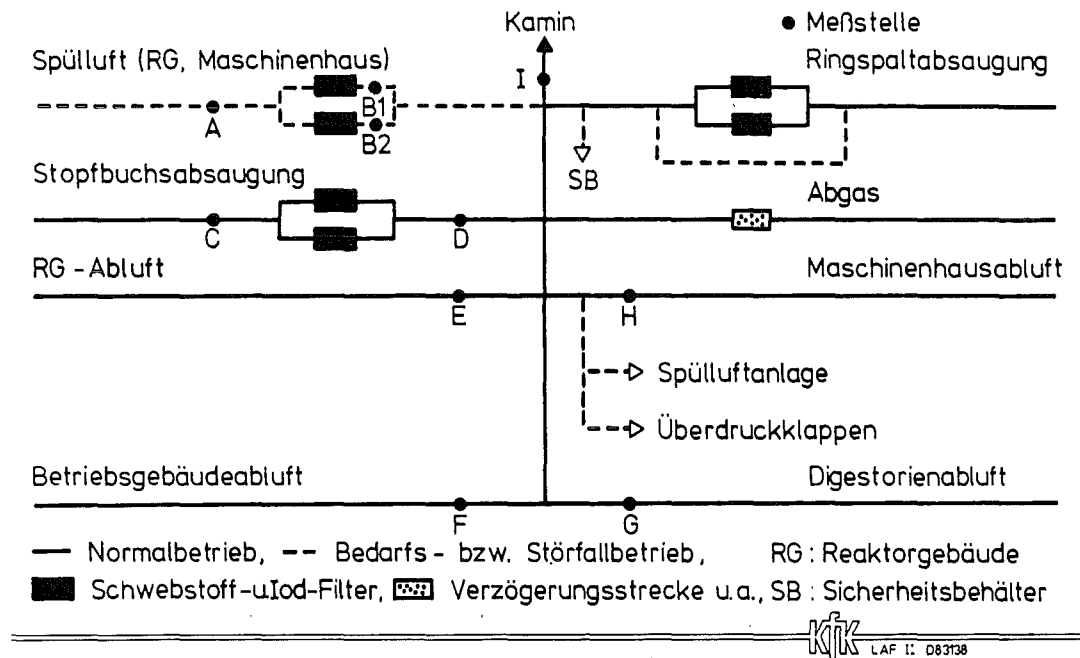 Kamin
● Meßstelle
Spülluft (RG, Maschinenhaus)
Ringspaltabsaugung
I
A
B1
B2
SB
Stopfbuchsabsaugung
Abgas
C
D
RG - Abluft
Maschinenhausabluft
E
H
Spülluftanlage
Überdruckklappen
Betriebsgebäudeabluft
Digestorienabluft
F
G
Normalbetrieb, Bedarfs- bzw. Störfallbetrieb, RG: Reaktorgebäude
Schwebstoff-u.Iod-Filter, Verzögerungsstrecke u.a., SB: Sicherheitsbehälter
KfK LAF II D83138